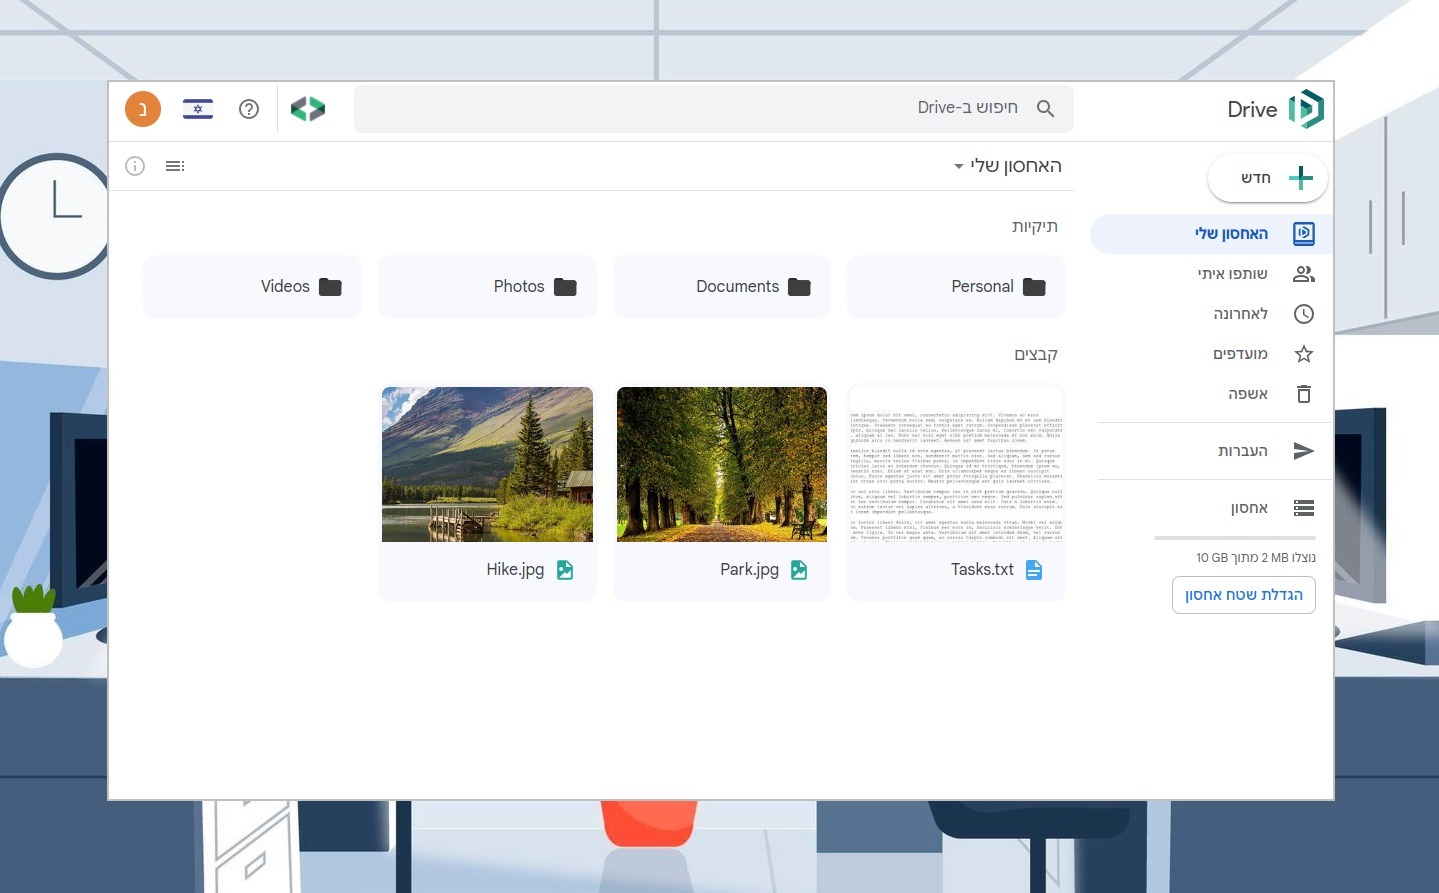 Drive
חיפוש ב-Drive
נ
חדש
האחסון שלי
האחסון שלי
שותפו איתי
לאחרונה
מועדפים
אשפה
העברות
אחסון
נוצלו 2 MB מתוך 10 GB
הגדלת שטח אחסון
תיקיות
Personal
Documents
Photos
Videos
קבצים
Tasks.txt
Park.jpg
Hike.jpg